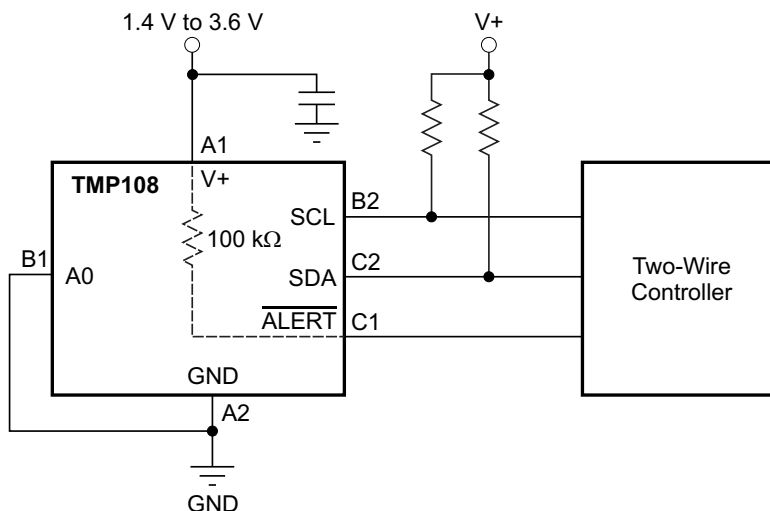 1.4 V to 3.6 V
V+
A1
TMP108
V+
B2
SCL
100 kΩ
B1
A0
C2
SDA
Two-Wire
Controller
ALERT
C1
GND
A2
GND